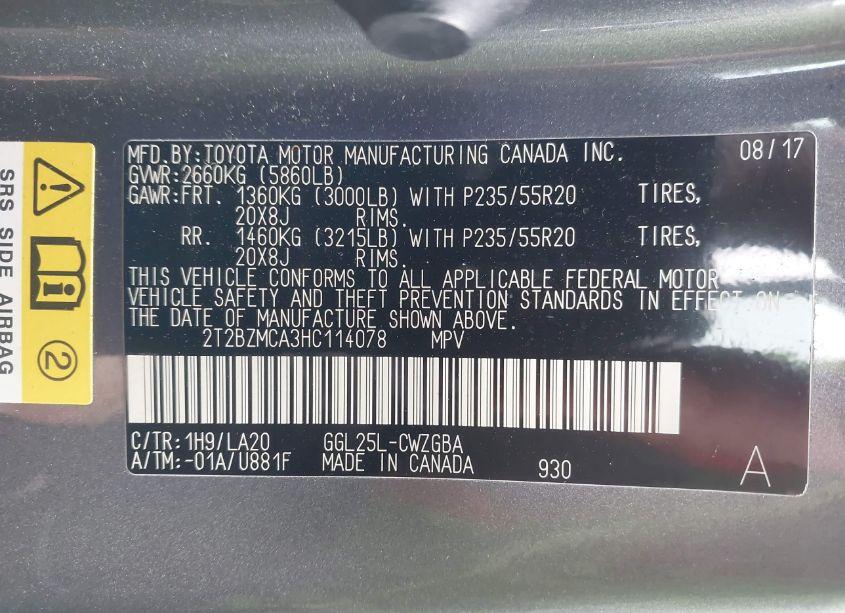 MFD.BY:TOYOTA MOTOR MANUFACTURING CANADA INC. 08/17
GVWR:2660KG (5860LB)
GAWR:FRT. 1360KG (3000LB) WITH P235/55R20 TIRES,
20X8J RIMS.
RR. 1460KG (3215LB) WITH P235/55R20 TIRES,
20X8J RIMS.
THIS VEHICLE CONFORMS TO ALL APPLICABLE FEDERAL MOTOR
VEHICLE SAFETY AND THEFT PREVENTION STANDARDS IN EFFECT ON
THE DATE OF MANUFACTURE SHOWN ABOVE.
2T2BZMCA3HC114078 MPV
C/TR:1H9/LA20 GGL25L-CWZGBA
A/TM:-01A/U881F MADE IN CANADA 930 A
SRS SIDE AIRBAG
2